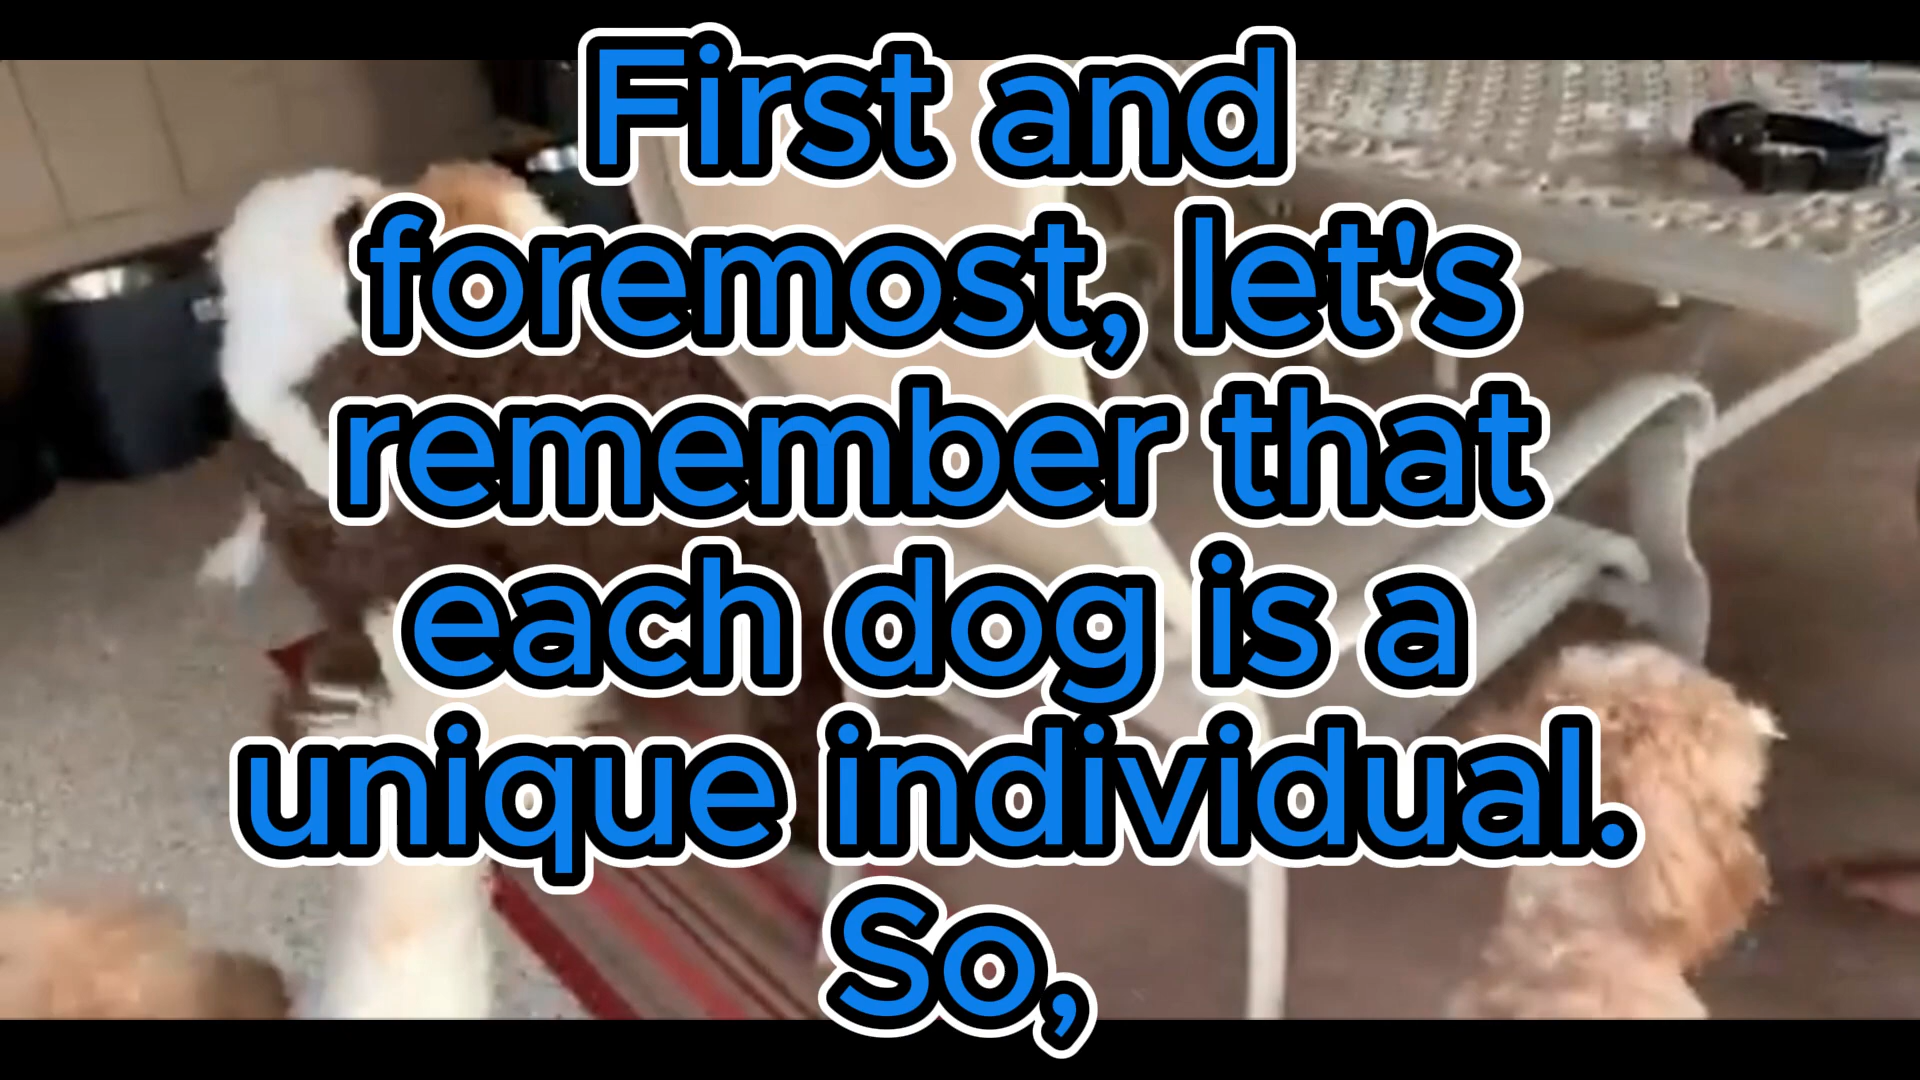 First and
foremost, let's
remember that
each dog is a
unique individual.
So,